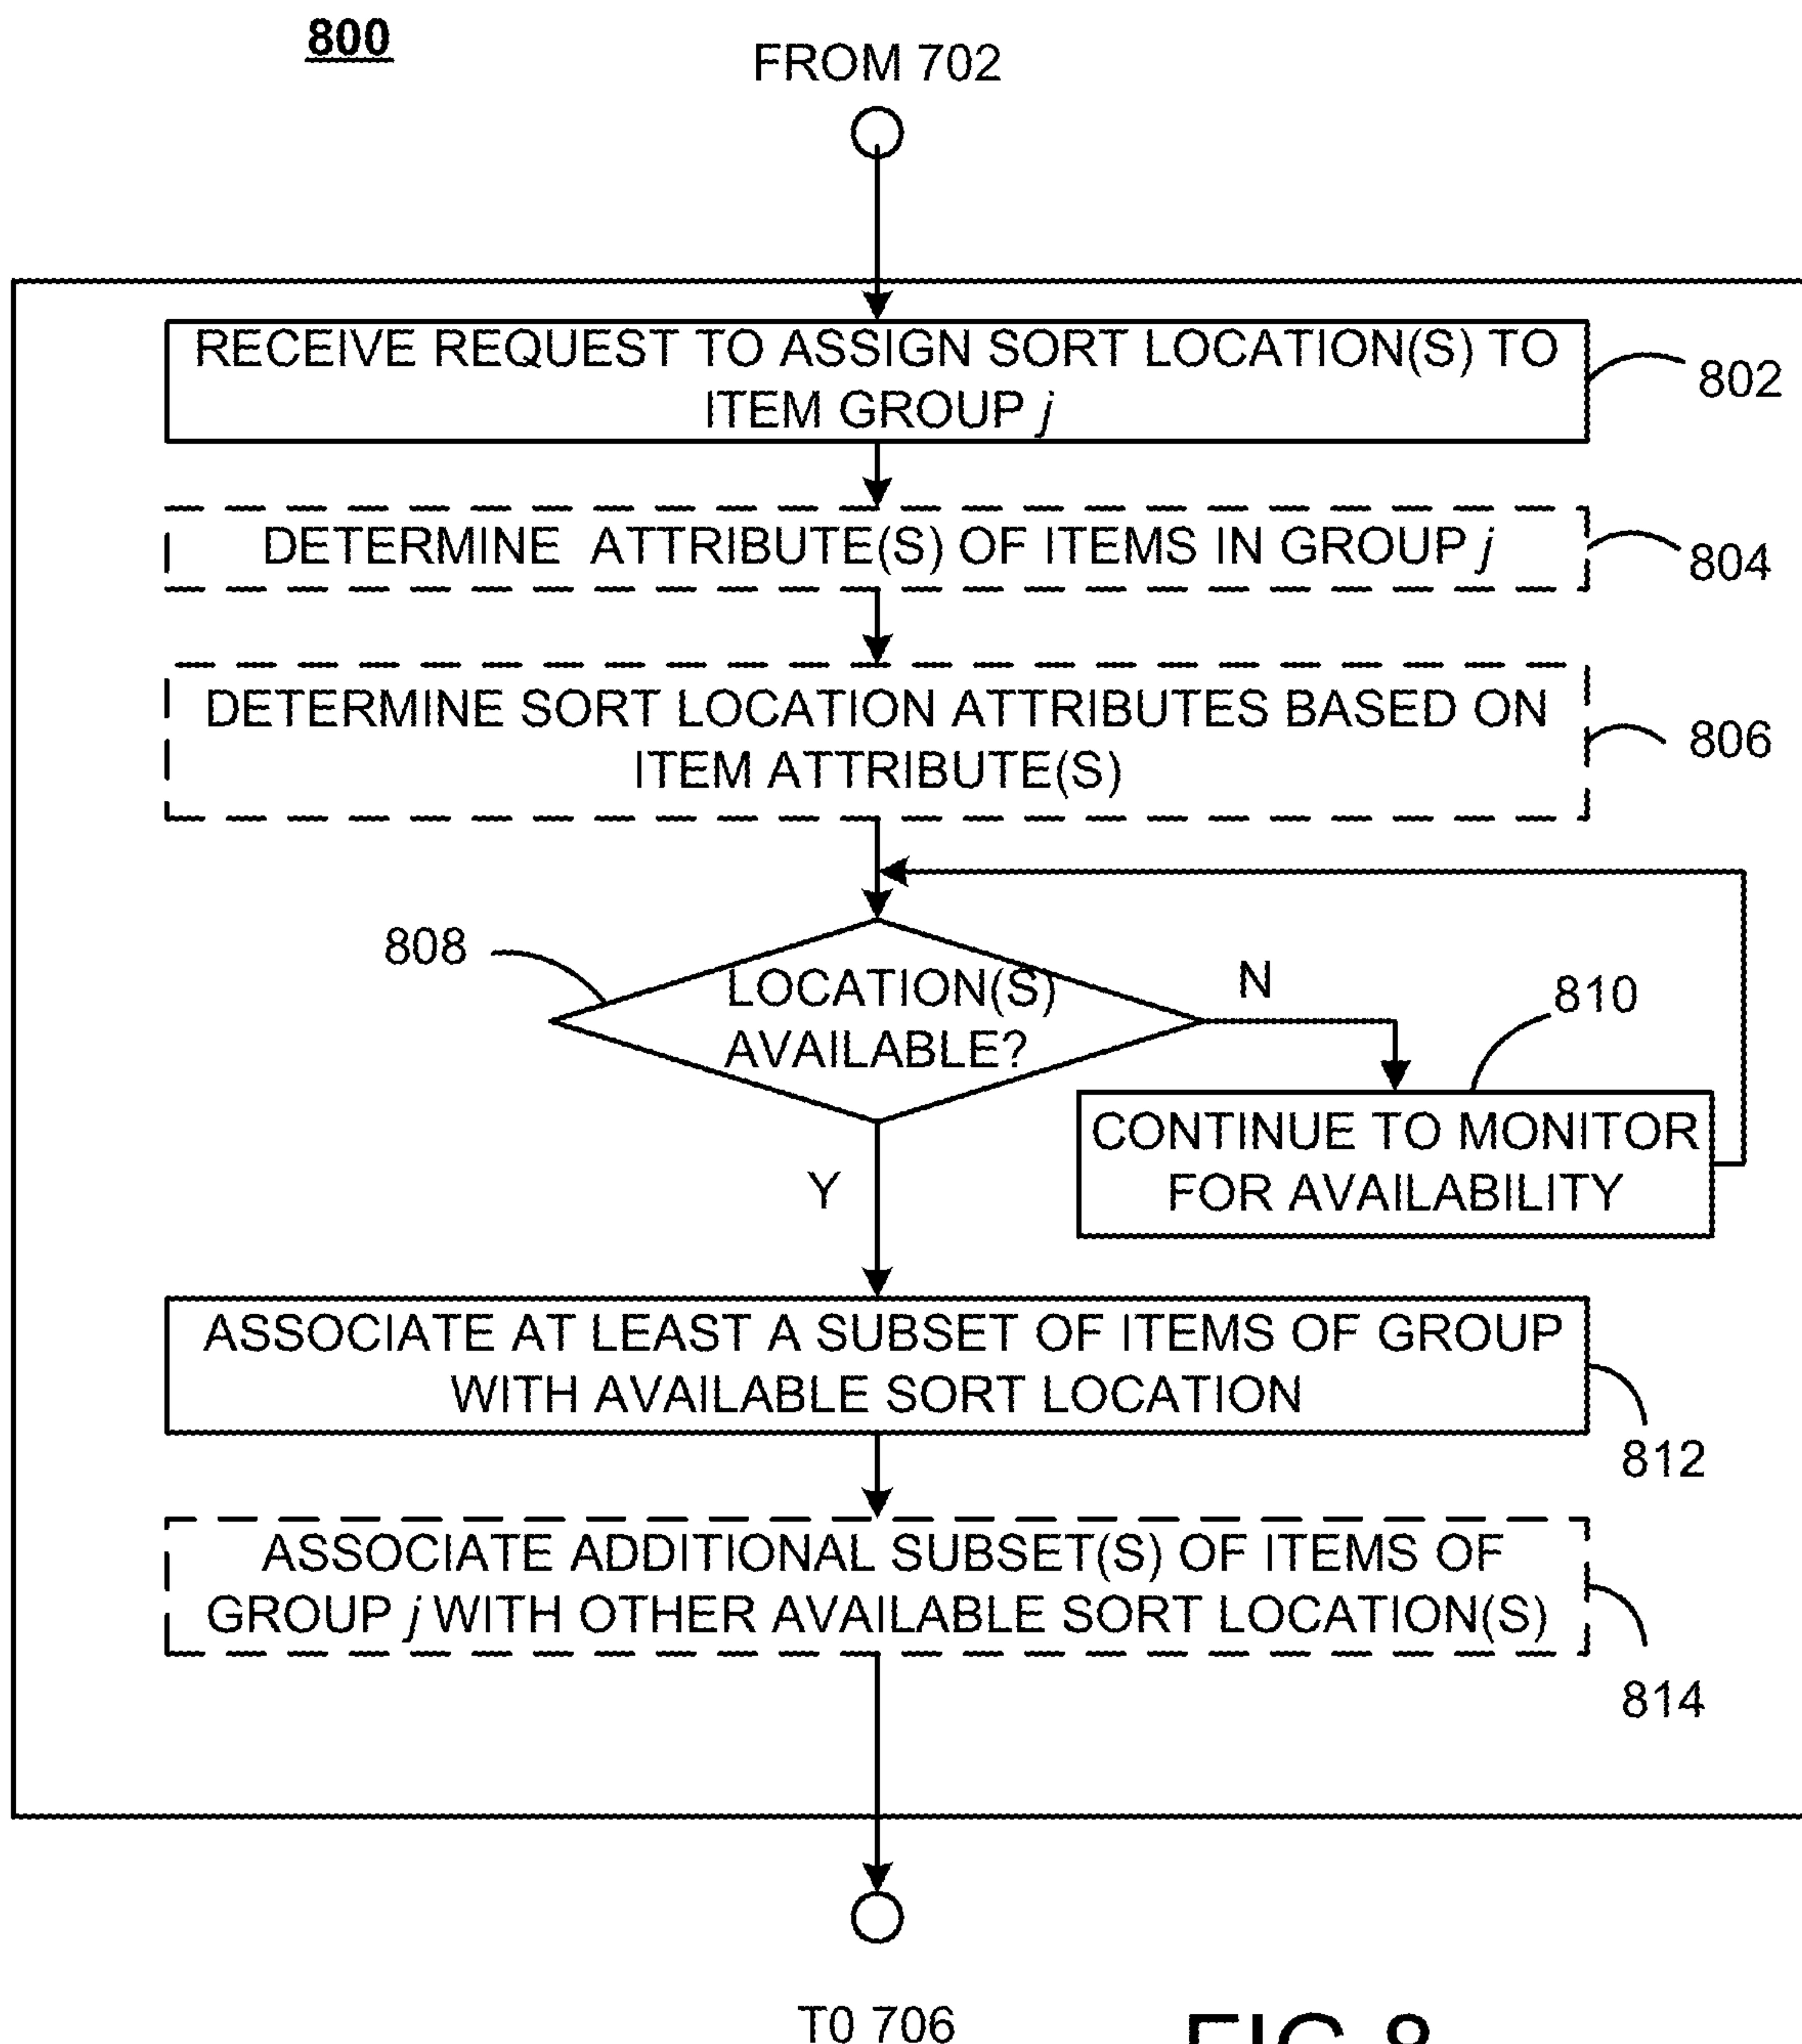 800
FROM 702
RECEIVE REQUEST TO ASSIGN SORT LOCATION(S) TO
ITEM GROUP j
802
DETERMINE ATTRIBUTE(S) OF ITEMS IN GROUP j
804
DETERMINE SORT LOCATION ATTRIBUTES BASED ON
ITEM ATTRIBUTE(S)
806
808
LOCATION(S)
AVAILABLE?
N
810
CONTINUE TO MONITOR
FOR AVAILABILITY
Y
ASSOCIATE AT LEAST A SUBSET OF ITEMS OF GROUP
WITH AVAILABLE SORT LOCATION
812
ASSOCIATE ADDITIONAL SUBSET(S) OF ITEMS OF
GROUP j WITH OTHER AVAILABLE SORT LOCATION(S)
814
T0 706
FIG 8